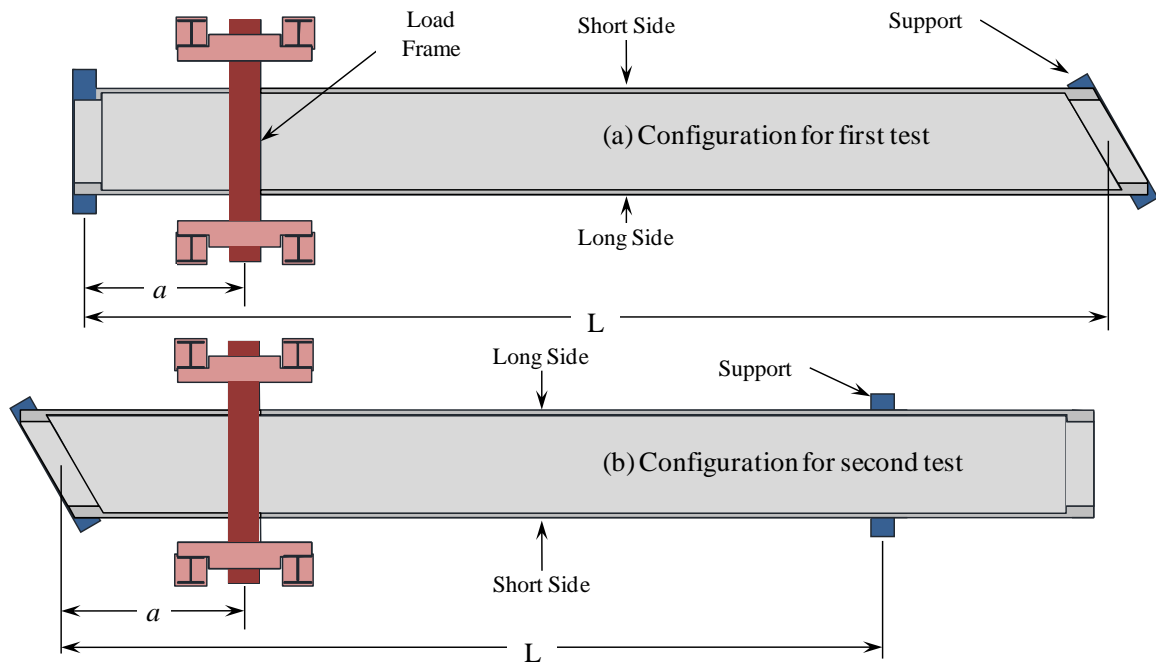 Load
Frame
Short Side
Support
(a) Configuration for first test
Long Side
a
L
Long Side
Support
(b) Configuration for second test
Short Side
a
L